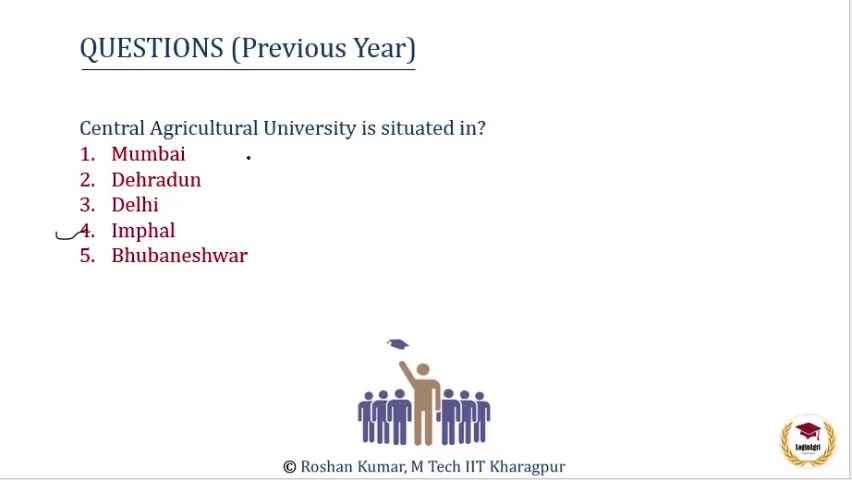 QUESTIONS (Previous Year)
Central Agricultural University is situated in?
1. Mumbai
2. Dehradun
3. Delhi
4. Imphal
5. Bhubaneshwar
LoginAgri
© Roshan Kumar, M Tech IIT Kharagpur